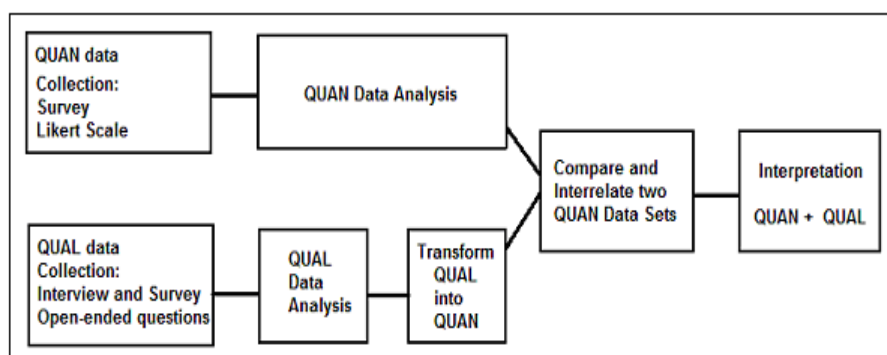 QUAN data
Collection:
Survey
Likert Scale
QUAN Data Analysis
QUAL data
Collection:
Interview and Survey
Open-ended questions
QUAL
Data
Analysis
Transform
QUAL
into
QUAN
Compare and
Interrelate two
QUAN Data Sets
Interpretation
QUAN + QUAL